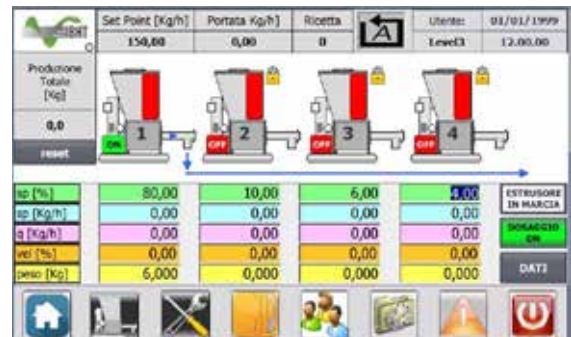 Set Point [Kg/h] Portata Kg/h] Ricetta Utente: 01/01/1999
150,00 0,00 0 A Level3 12.00.00
Produzione
Totale
[Kg]
0,0
reset
1 2 3 4
ON OFF OFF OFF
sp [%] 80,00 10,00 6,00 4,00
sp [Kg/h] 0,00 0,00 0,00 0,00
q [Kg/h] 0,00 0,00 0,00 0,00
vel [%] 0,00 0,00 0,00 0,00
peso [Kg] 6,000 0,000 0,000 0,000
ESTRUSORE
IN MARCIA
DOSAGGIO
ON
DATI